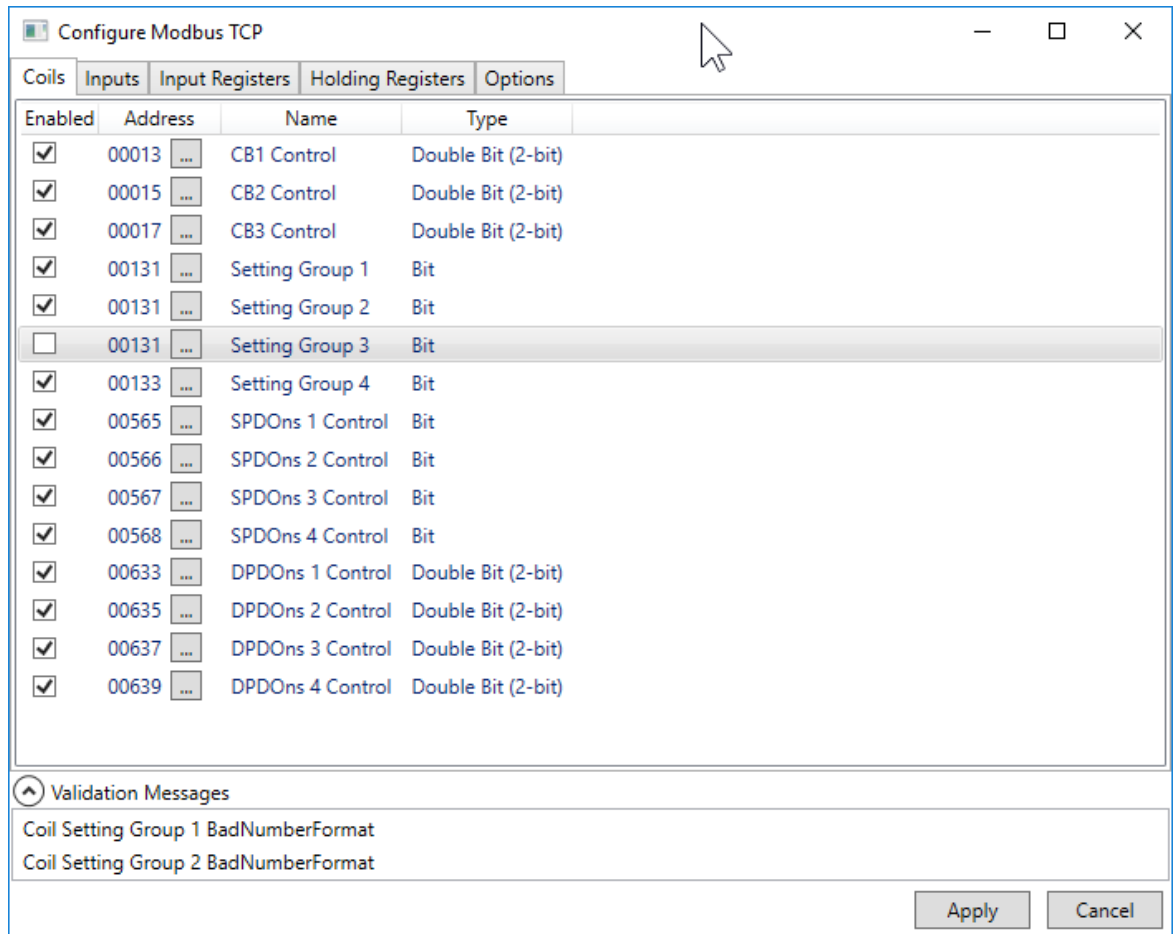 Configure Modbus TCP
Coils Inputs Input Registers Holding Registers Options
Enabled Address Name Type
00013 ... CB1 Control Double Bit (2-bit)
00015 ... CB2 Control Double Bit (2-bit)
00017 ... CB3 Control Double Bit (2-bit)
00131 ... Setting Group 1 Bit
00131 ... Setting Group 2 Bit
00131 ... Setting Group 3 Bit
00133 ... Setting Group 4 Bit
00565 ... SPDOns 1 Control Bit
00566 ... SPDOns 2 Control Bit
00567 ... SPDOns 3 Control Bit
00568 ... SPDOns 4 Control Bit
00633 ... DPDOns 1 Control Double Bit (2-bit)
00635 ... DPDOns 2 Control Double Bit (2-bit)
00637 ... DPDOns 3 Control Double Bit (2-bit)
00639 ... DPDOns 4 Control Double Bit (2-bit)
Validation Messages
Coil Setting Group 1 BadNumberFormat
Coil Setting Group 2 BadNumberFormat
Apply Cancel